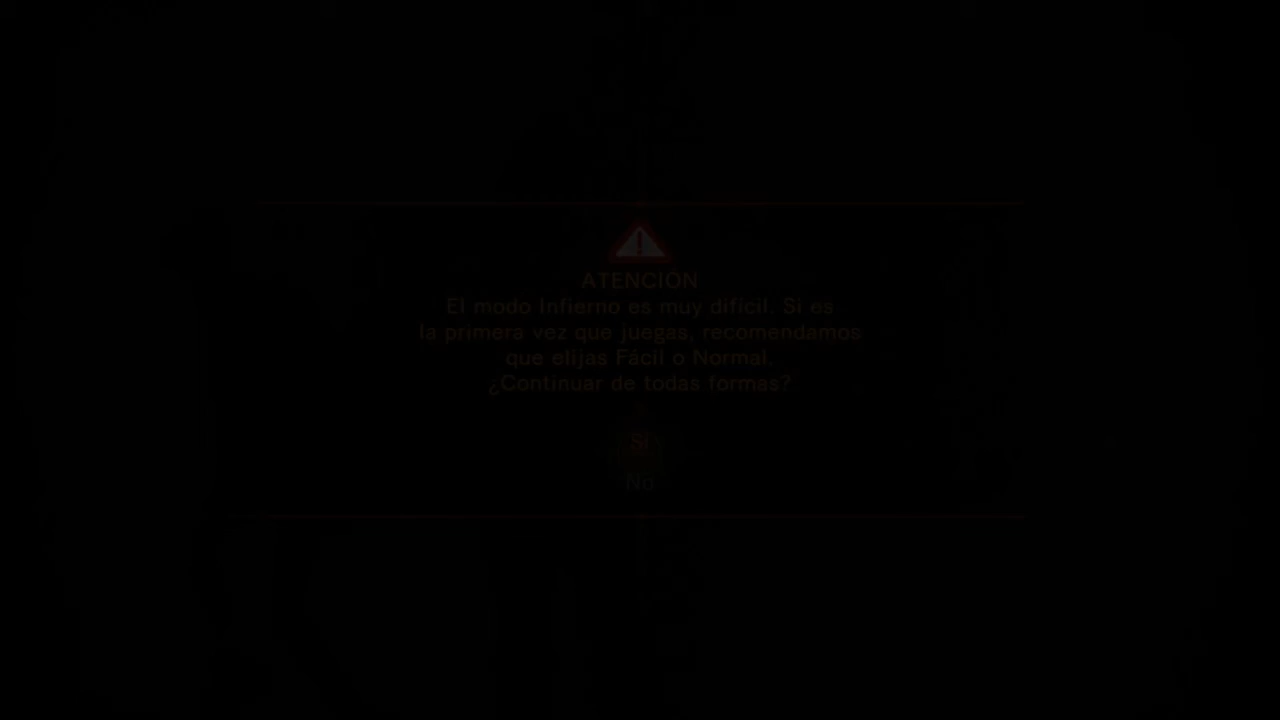 ATENCIÓN
El modo Infierno es muy difícil. Si es
la primera vez que juegas, recomendamos
que elijas Fácil o Normal.
¿Continuar de todas formas?
Sí
No